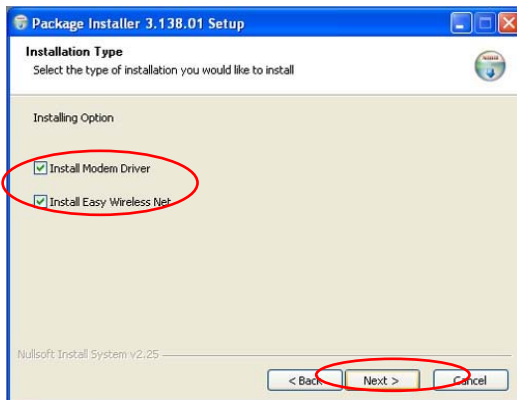 Package Installer 3.138.01 Setup
Installation Type
Select the type of installation you would like to install
Installing Option
Install Modem Driver
Install Easy Wireless Net
Nullsoft Install System v2.25
< Back
Next >
Cancel